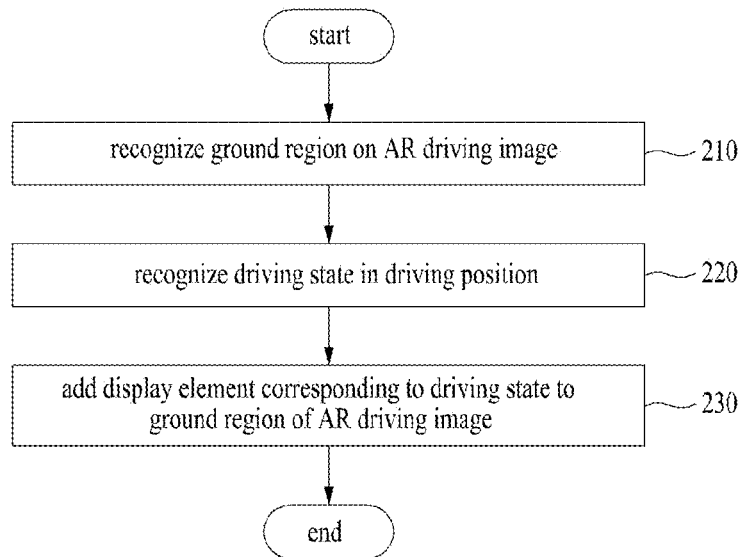 start
recognize ground region on AR driving image
210
recognize driving state in driving position
220
add display element corresponding to driving state to
ground region of AR driving image
230
end